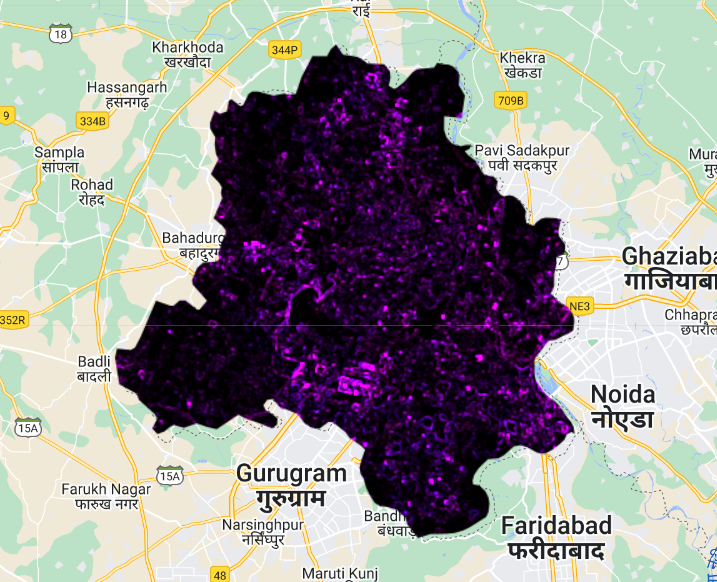 राई
18
Kharkhoda
खरखौदा
344P
Khekra
खेकडा
Hassangarh
हसनगढ़
709B
9
334B
Sampla
सांपला
Pavi Sadakpur
पवी सदकपुर
Rohad
रोहद
Bahadurg
बहादुरग
7
Ghaziaba
गाजियाबा
NE3
352R
Chhapra
छपरौल
Badli
बादली
Noida
नोएडा
15A
Gurugram
गुरुग्राम
15A
Farukh Nagar
फारुख नगर
Narsinghpur
नर्सिंघपुर
Bandh
बंधवाड़
Faridabad
फरीदाबाद
48
Maruti Kunj